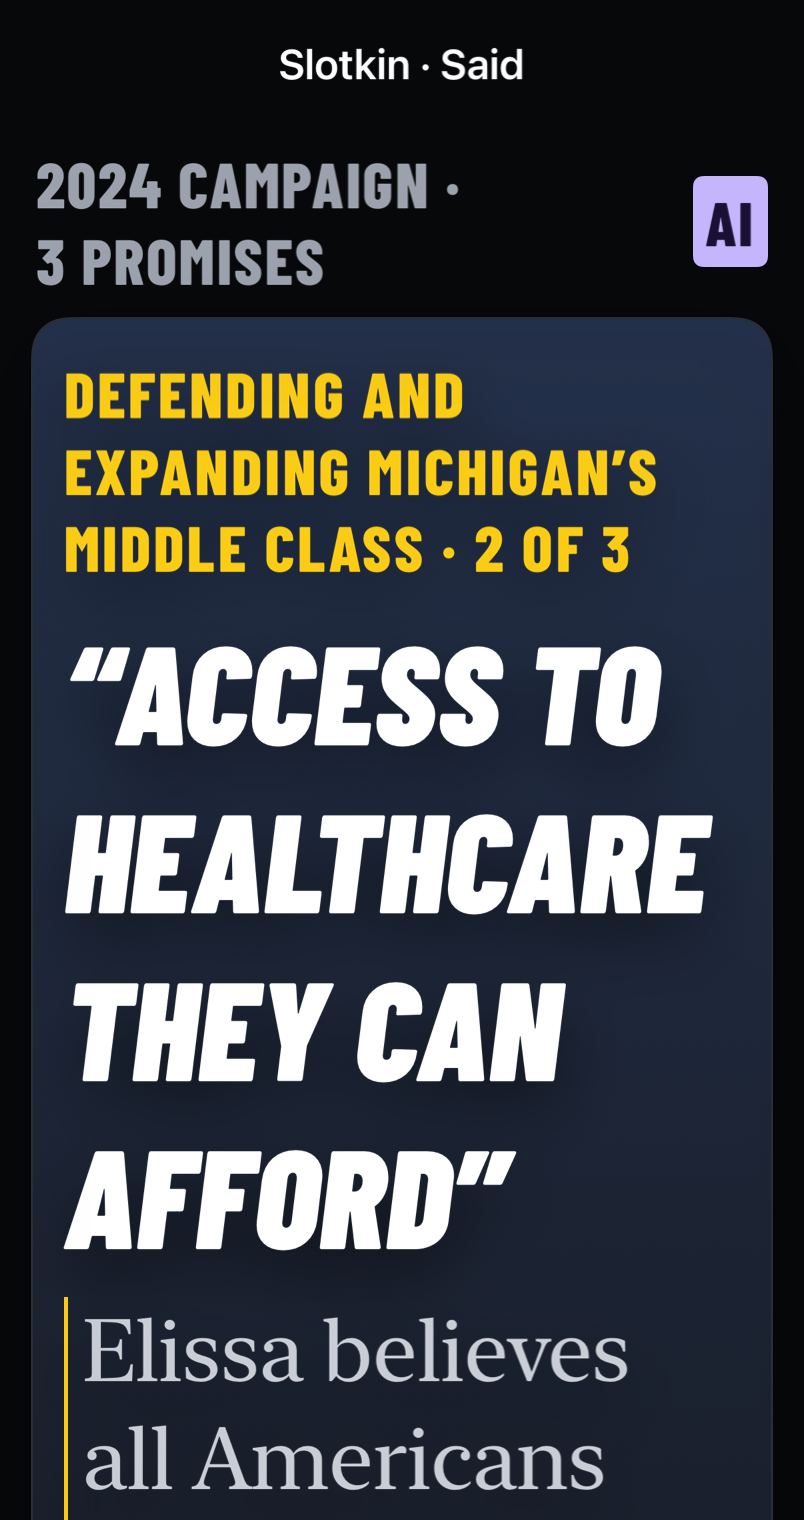 Slotkin · Said
2024 CAMPAIGN ·
3 PROMISES
AI
DEFENDING AND
EXPANDING MICHIGAN’S
MIDDLE CLASS · 2 OF 3
“ACCESS TO
HEALTHCARE
THEY CAN
AFFORD”
Elissa believes
all Americans